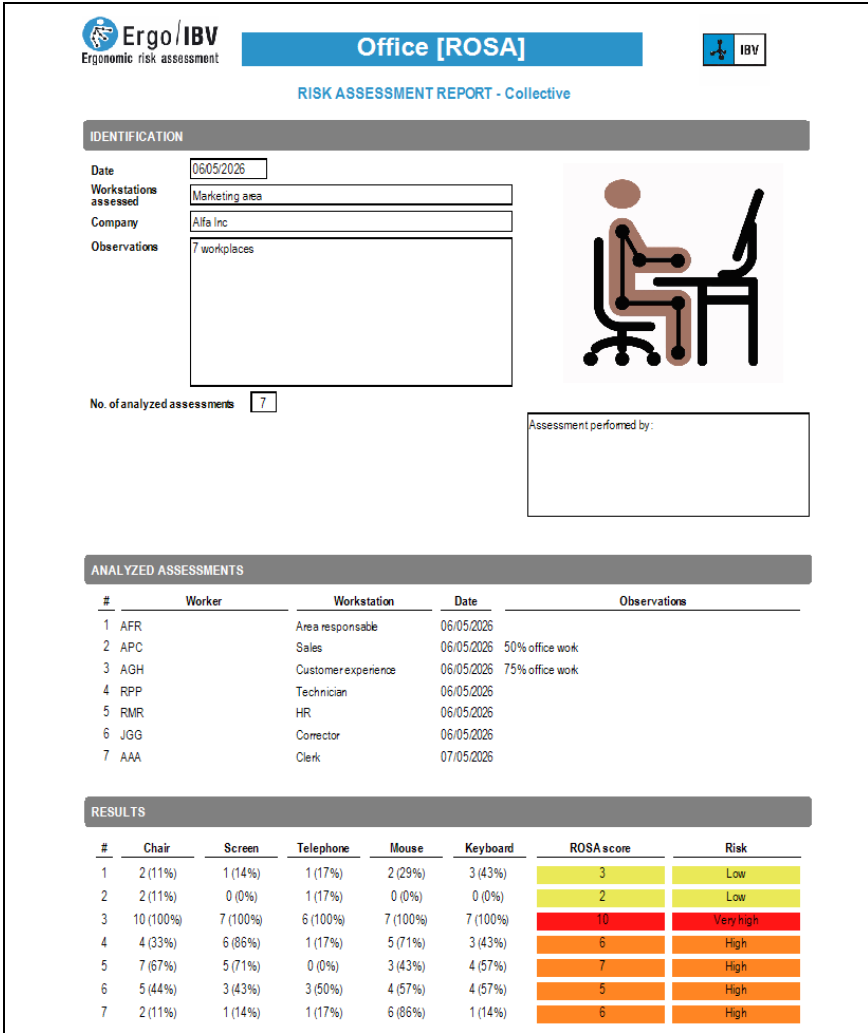 Ergo/IBV
Ergonomic risk assessment
Office [ROSA]
IBV
RISK ASSESSMENT REPORT - Collective
IDENTIFICATION
Date 06/05/2026
Workstations assessed Marketing area
Company Alfa Inc
Observations 7 workplaces
No. of analyzed assessments 7
Assessment performed by:
ANALYZED ASSESSMENTS
# Worker Workstation Date Observations
1 AFR Area responsable 06/05/2026
2 APC Sales 06/05/2026 50% office work
3 AGH Customer experience 06/05/2026 75% office work
4 RPP Technician 06/05/2026
5 RMR HR 06/05/2026
6 JGG Corrector 06/05/2026
7 AAA Clerk 07/05/2026
RESULTS
# Chair Screen Telephone Mouse Keyboard ROSA score Risk
1 2 (11%) 1 (14%) 1 (17%) 2 (29%) 3 (43%) 3 Low
2 2 (11%) 0 (0%) 1 (17%) 0 (0%) 0 (0%) 2 Low
3 10 (100%) 7 (100%) 6 (100%) 7 (100%) 7 (100%) 10 Very high
4 4 (33%) 6 (86%) 1 (17%) 5 (71%) 3 (43%) 6 High
5 7 (67%) 5 (71%) 0 (0%) 3 (43%) 4 (57%) 7 High
6 5 (44%) 3 (43%) 3 (50%) 4 (57%) 4 (57%) 5 High
7 2 (11%) 1 (14%) 1 (17%) 6 (86%) 1 (14%) 6 High